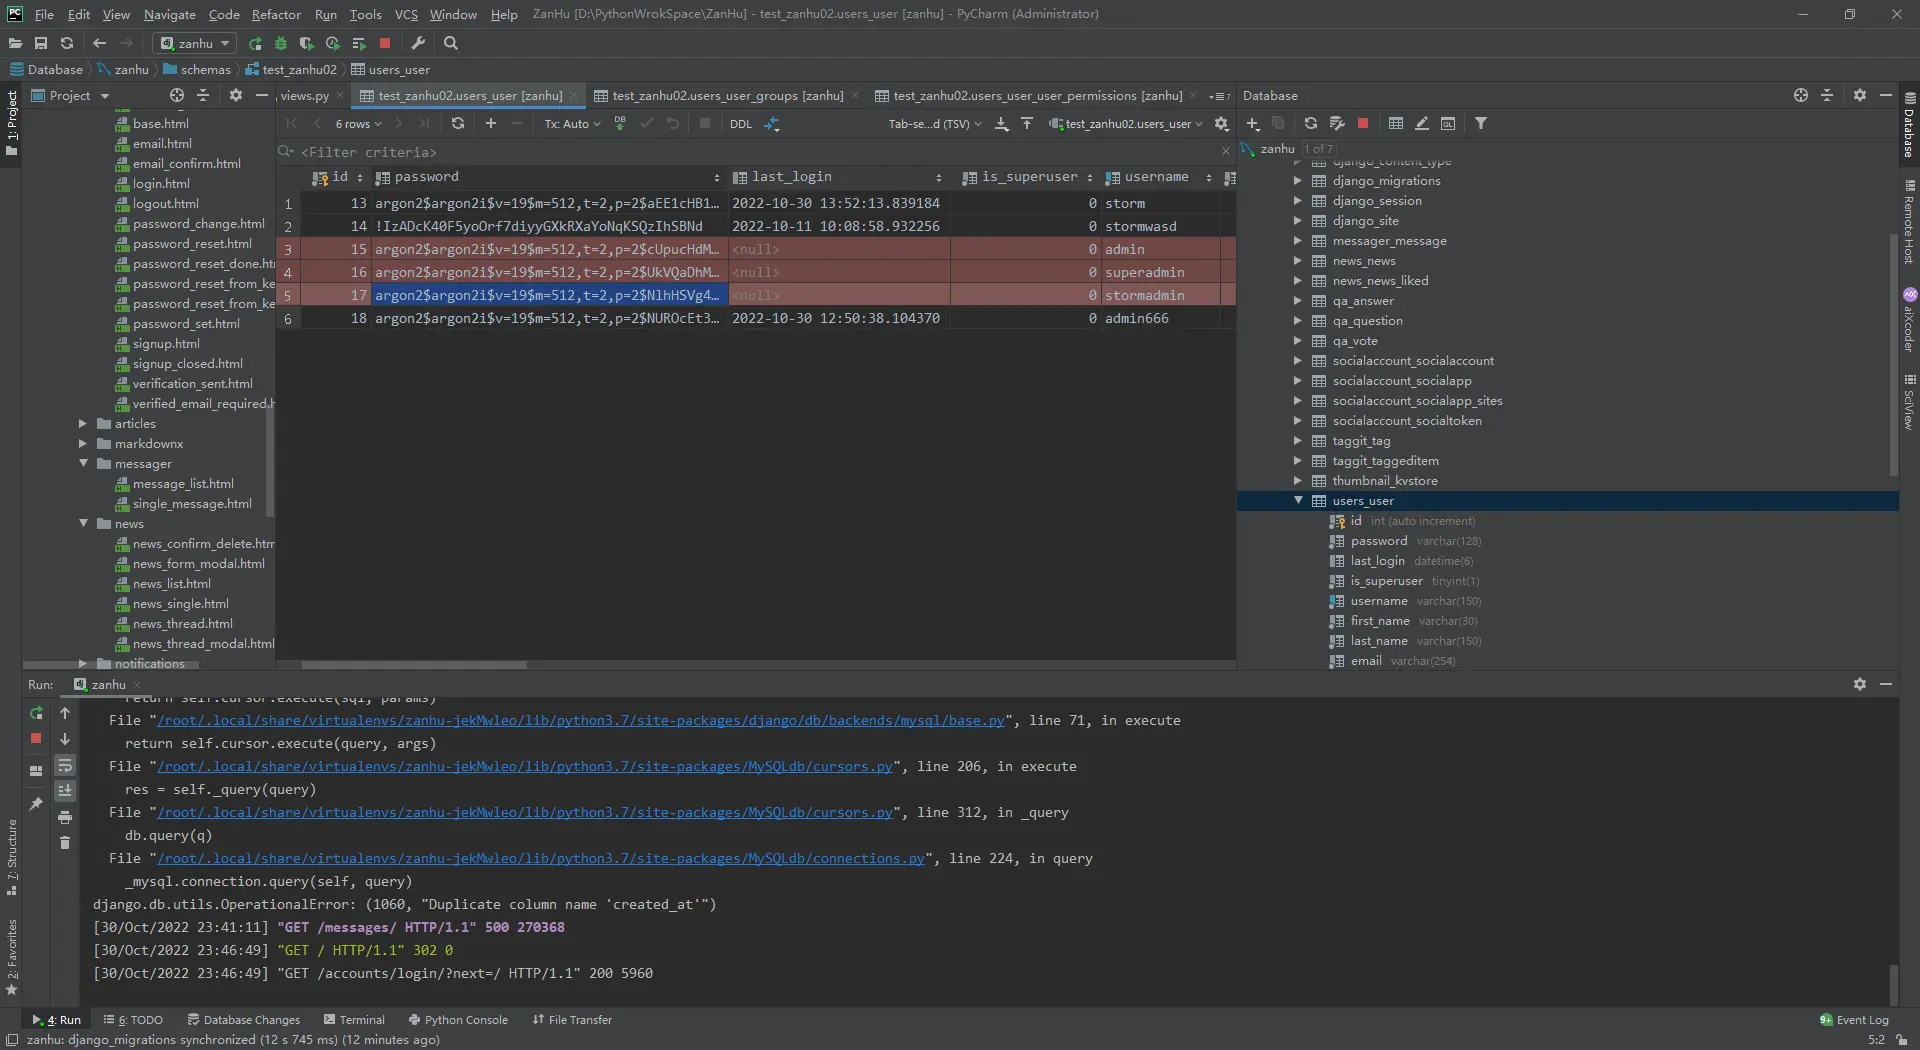 File Edit View Navigate Code Refactor Run Tools VCS Window Help ZanHu [D:\PythonWrokSpace\ZanHu] - test_zanhu02.users_user [zanhu] - PyCharm (Administrator)
zanhu
Database zanhu schemas test_zanhu02 users_user
Project
views.py test_zanhu02.users_user [zanhu] test_zanhu02.users_user_groups [zanhu] test_zanhu02.users_user_user_permissions [zanhu]
Database
6 rows Tx: Auto DB DDL Tab-se...d (TSV) test_zanhu02.users_user
<Filter criteria>
id password last_login is_superuser username
1 13 argon2$argon2i$v=19$m=512,t=2,p=2$aEE1cHB1... 2022-10-30 13:52:13.839184 0 storm
2 14 !IzADcK40F5yoOrf7diyyGXkRXaYoNqKSQzIhSBNd 2022-10-11 10:08:58.932256 0 stormwasd
3 15 argon2$argon2i$v=19$m=512,t=2,p=2$cUpucHdM... <null> 0 admin
4 16 argon2$argon2i$v=19$m=512,t=2,p=2$UkVQaDhM... <null> 0 superadmin
5 17 argon2$argon2i$v=19$m=512,t=2,p=2$NlhHSVg4... <null> 0 stormadmin
6 18 argon2$argon2i$v=19$m=512,t=2,p=2$NUROcEt3... 2022-10-30 12:50:38.104370 0 admin666
1: Project
base.html
email.html
email_confirm.html
login.html
logout.html
password_change.html
password_reset.html
password_reset_done.htm
password_reset_from_ke
password_reset_from_ke
password_set.html
signup.html
signup_closed.html
verification_sent.html
verified_email_required.h
articles
markdownx
messager
message_list.html
single_message.html
news
news_confirm_delete.htm
news_form_modal.html
news_list.html
news_single.html
news_thread.html
news_thread_modal.html
notifications
zanhu 1 of 7
django_content_type
django_migrations
django_session
django_site
messager_message
news_news
news_news_liked
qa_answer
qa_question
qa_vote
socialaccount_socialaccount
socialaccount_socialapp
socialaccount_socialapp_sites
socialaccount_socialtoken
taggit_tag
taggit_taggeditem
thumbnail_kvstore
users_user
id int (auto increment)
password varchar(128)
last_login datetime(6)
is_superuser tinyint(1)
username varchar(150)
first_name varchar(30)
last_name varchar(150)
email varchar(254)
Database
Remote Host
aiXcoder
SciView
Run: zanhu
return self.cursor.execute(sql, params)
File "/root/.local/share/virtualenvs/zanhu-jekMwleo/lib/python3.7/site-packages/django/db/backends/mysql/base.py", line 71, in execute
return self.cursor.execute(query, args)
File "/root/.local/share/virtualenvs/zanhu-jekMwleo/lib/python3.7/site-packages/MySQLdb/cursors.py", line 206, in execute
res = self._query(query)
File "/root/.local/share/virtualenvs/zanhu-jekMwleo/lib/python3.7/site-packages/MySQLdb/cursors.py", line 312, in _query
db.query(q)
File "/root/.local/share/virtualenvs/zanhu-jekMwleo/lib/python3.7/site-packages/MySQLdb/connections.py", line 224, in query
_mysql.connection.query(self, query)
django.db.utils.OperationalError: (1060, "Duplicate column name 'created_at'")
[30/Oct/2022 23:41:11] "GET /messages/ HTTP/1.1" 500 270368
[30/Oct/2022 23:46:49] "GET / HTTP/1.1" 302 0
[30/Oct/2022 23:46:49] "GET /accounts/login/?next=/ HTTP/1.1" 200 5960
7: Structure
2: Favorites
4: Run 6: TODO Database Changes Terminal Python Console File Transfer 9+ Event Log
zanhu: django_migrations synchronized (12 s 745 ms) (12 minutes ago) 5:2